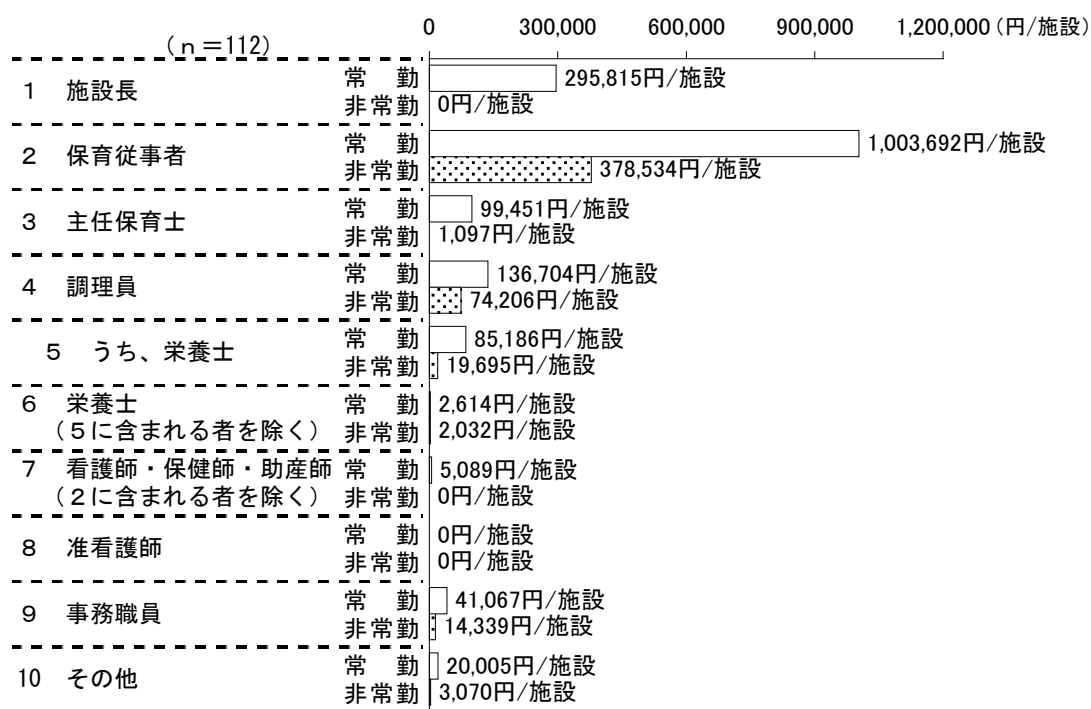 0 300,000 600,000 900,000 1,200,000 (円/施設)
(ｎ=112)
1 施設長 常 勤 295,815円/施設
非常勤 0円/施設
2 保育従事者 常 勤 1,003,692円/施設
非常勤 378,534円/施設
3 主任保育士 常 勤 99,451円/施設
非常勤 1,097円/施設
4 調理員 常 勤 136,704円/施設
非常勤 74,206円/施設
5 うち、栄養士 常 勤 85,186円/施設
非常勤 19,695円/施設
6 栄養士 常 勤 2,614円/施設
（５に含まれる者を除く） 非常勤 2,032円/施設
7 看護師・保健師・助産師 常 勤 5,089円/施設
（２に含まれる者を除く） 非常勤 0円/施設
8 准看護師 常 勤 0円/施設
非常勤 0円/施設
9 事務職員 常 勤 41,067円/施設
非常勤 14,339円/施設
10 その他 常 勤 20,005円/施設
非常勤 3,070円/施設